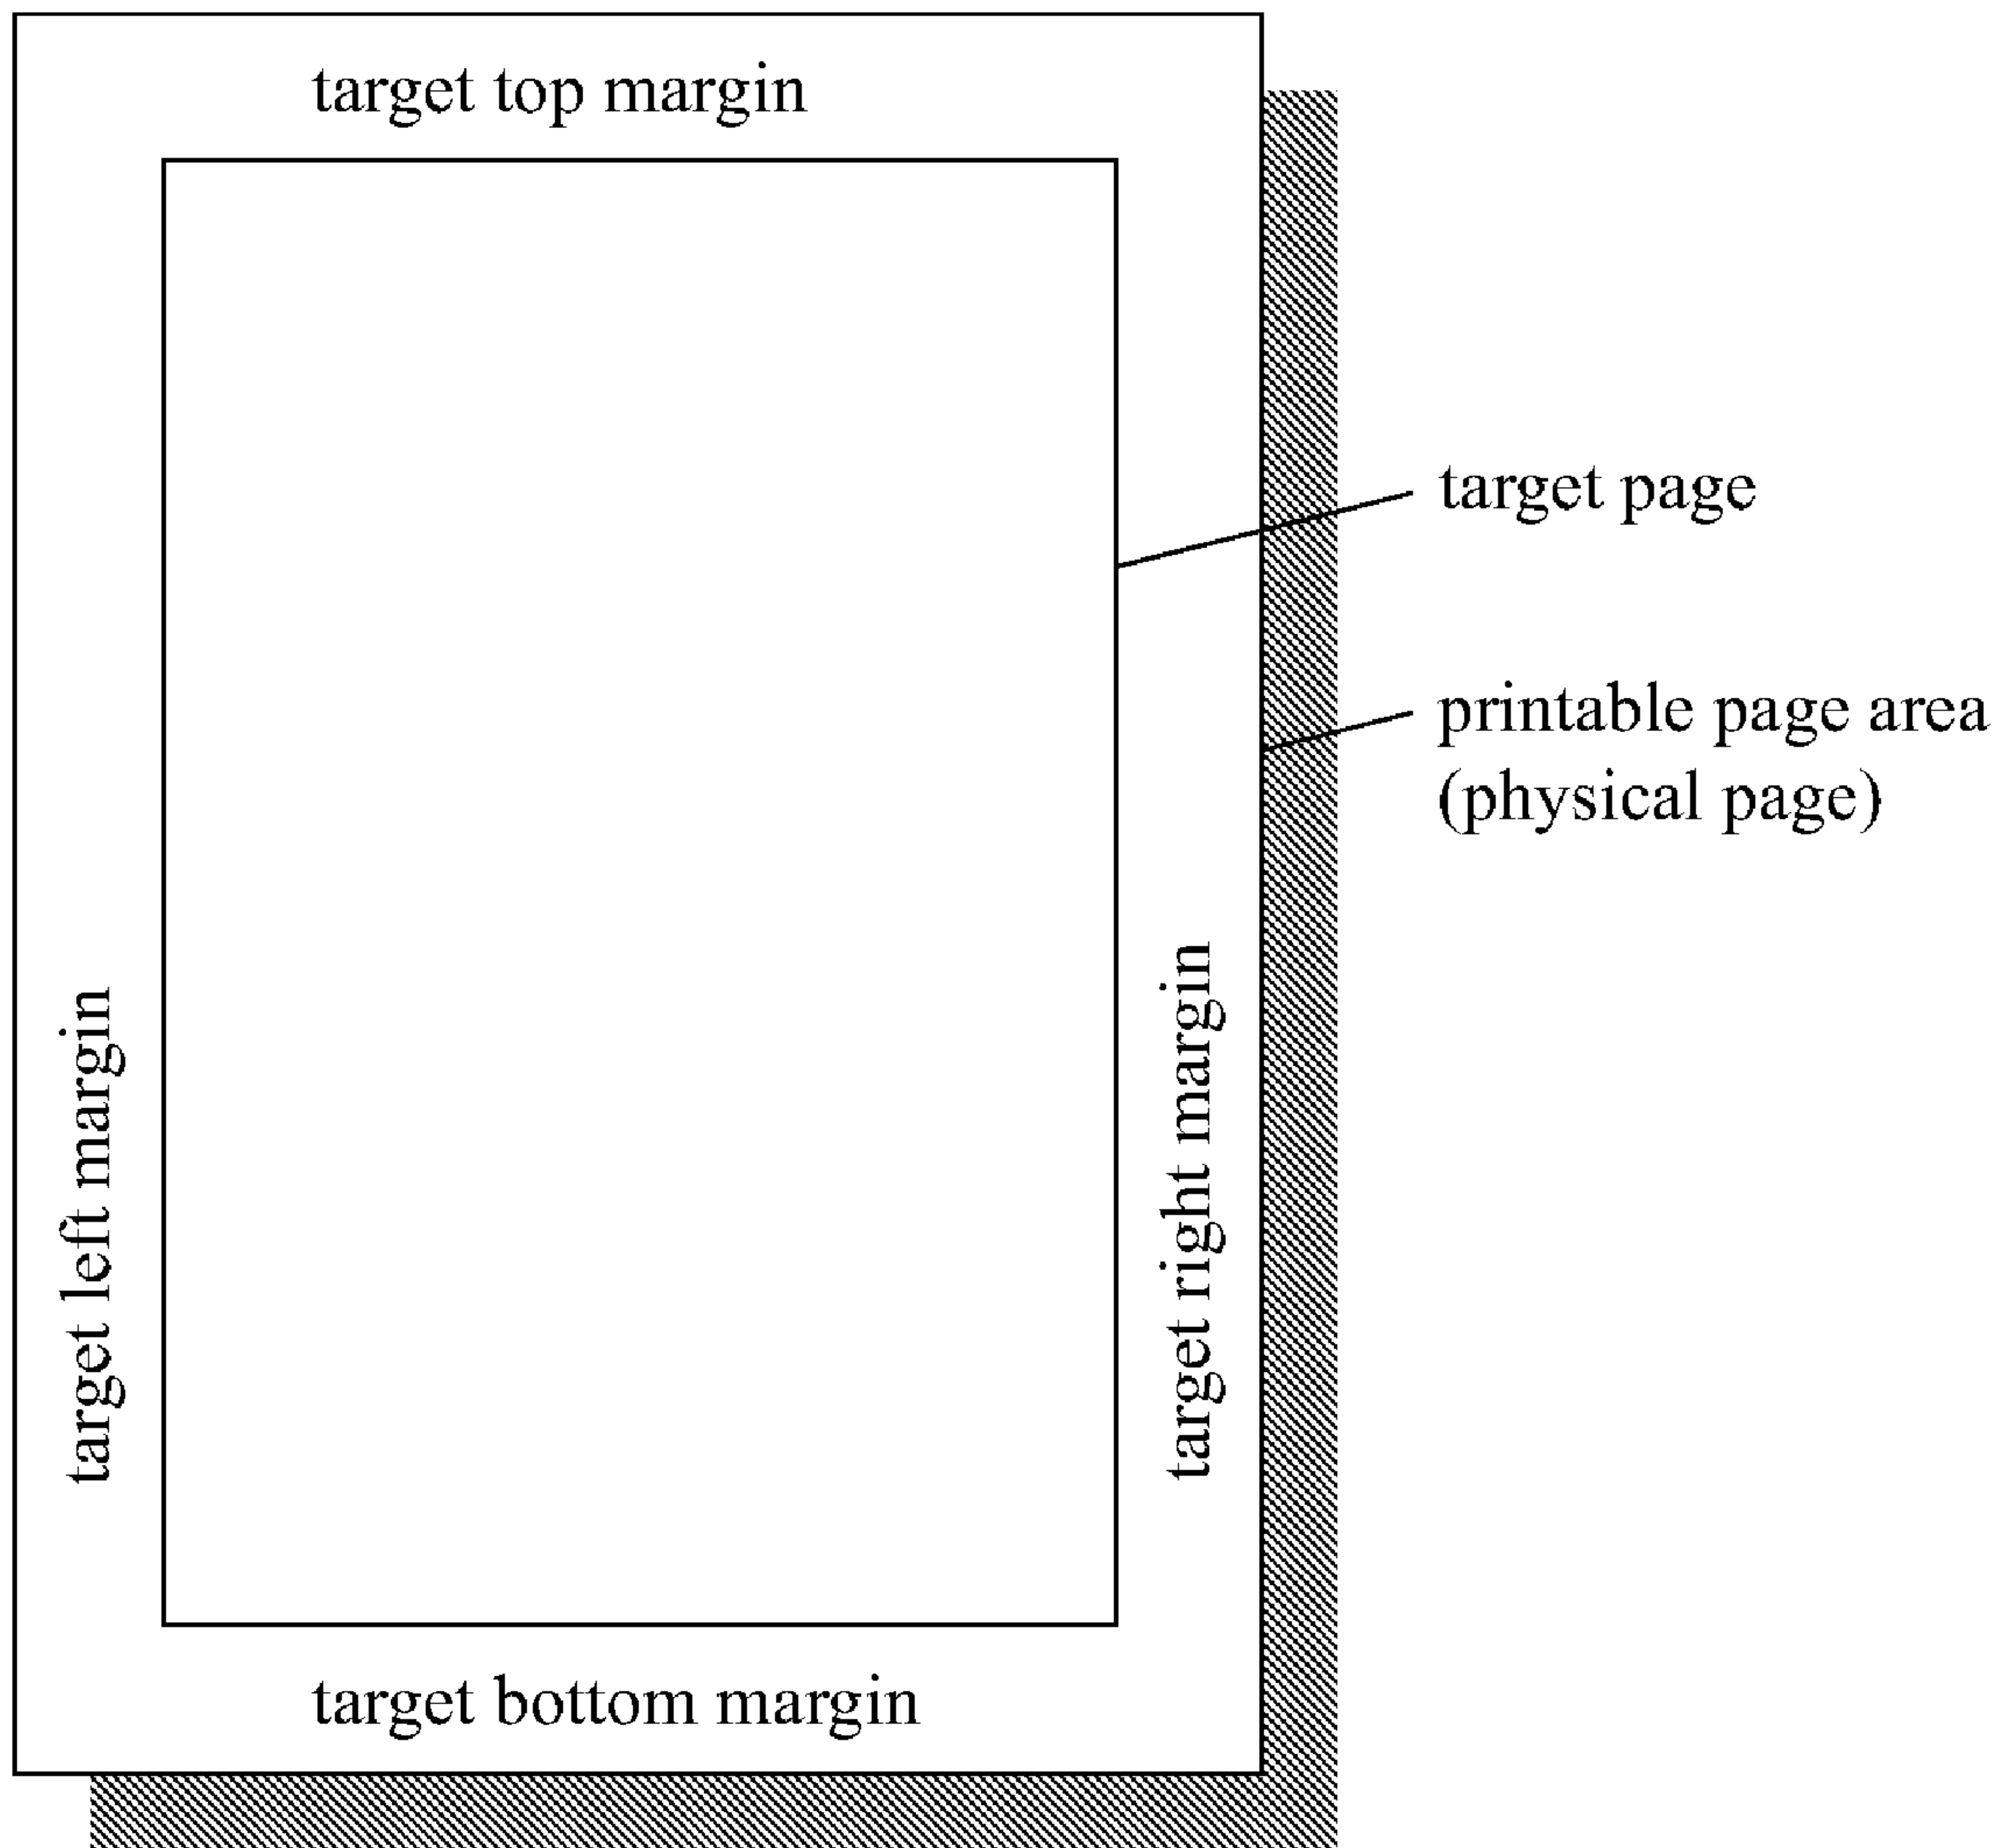 target top margin
target page
printable page area
(physical page)
target left margin
target right margin
target bottom margin